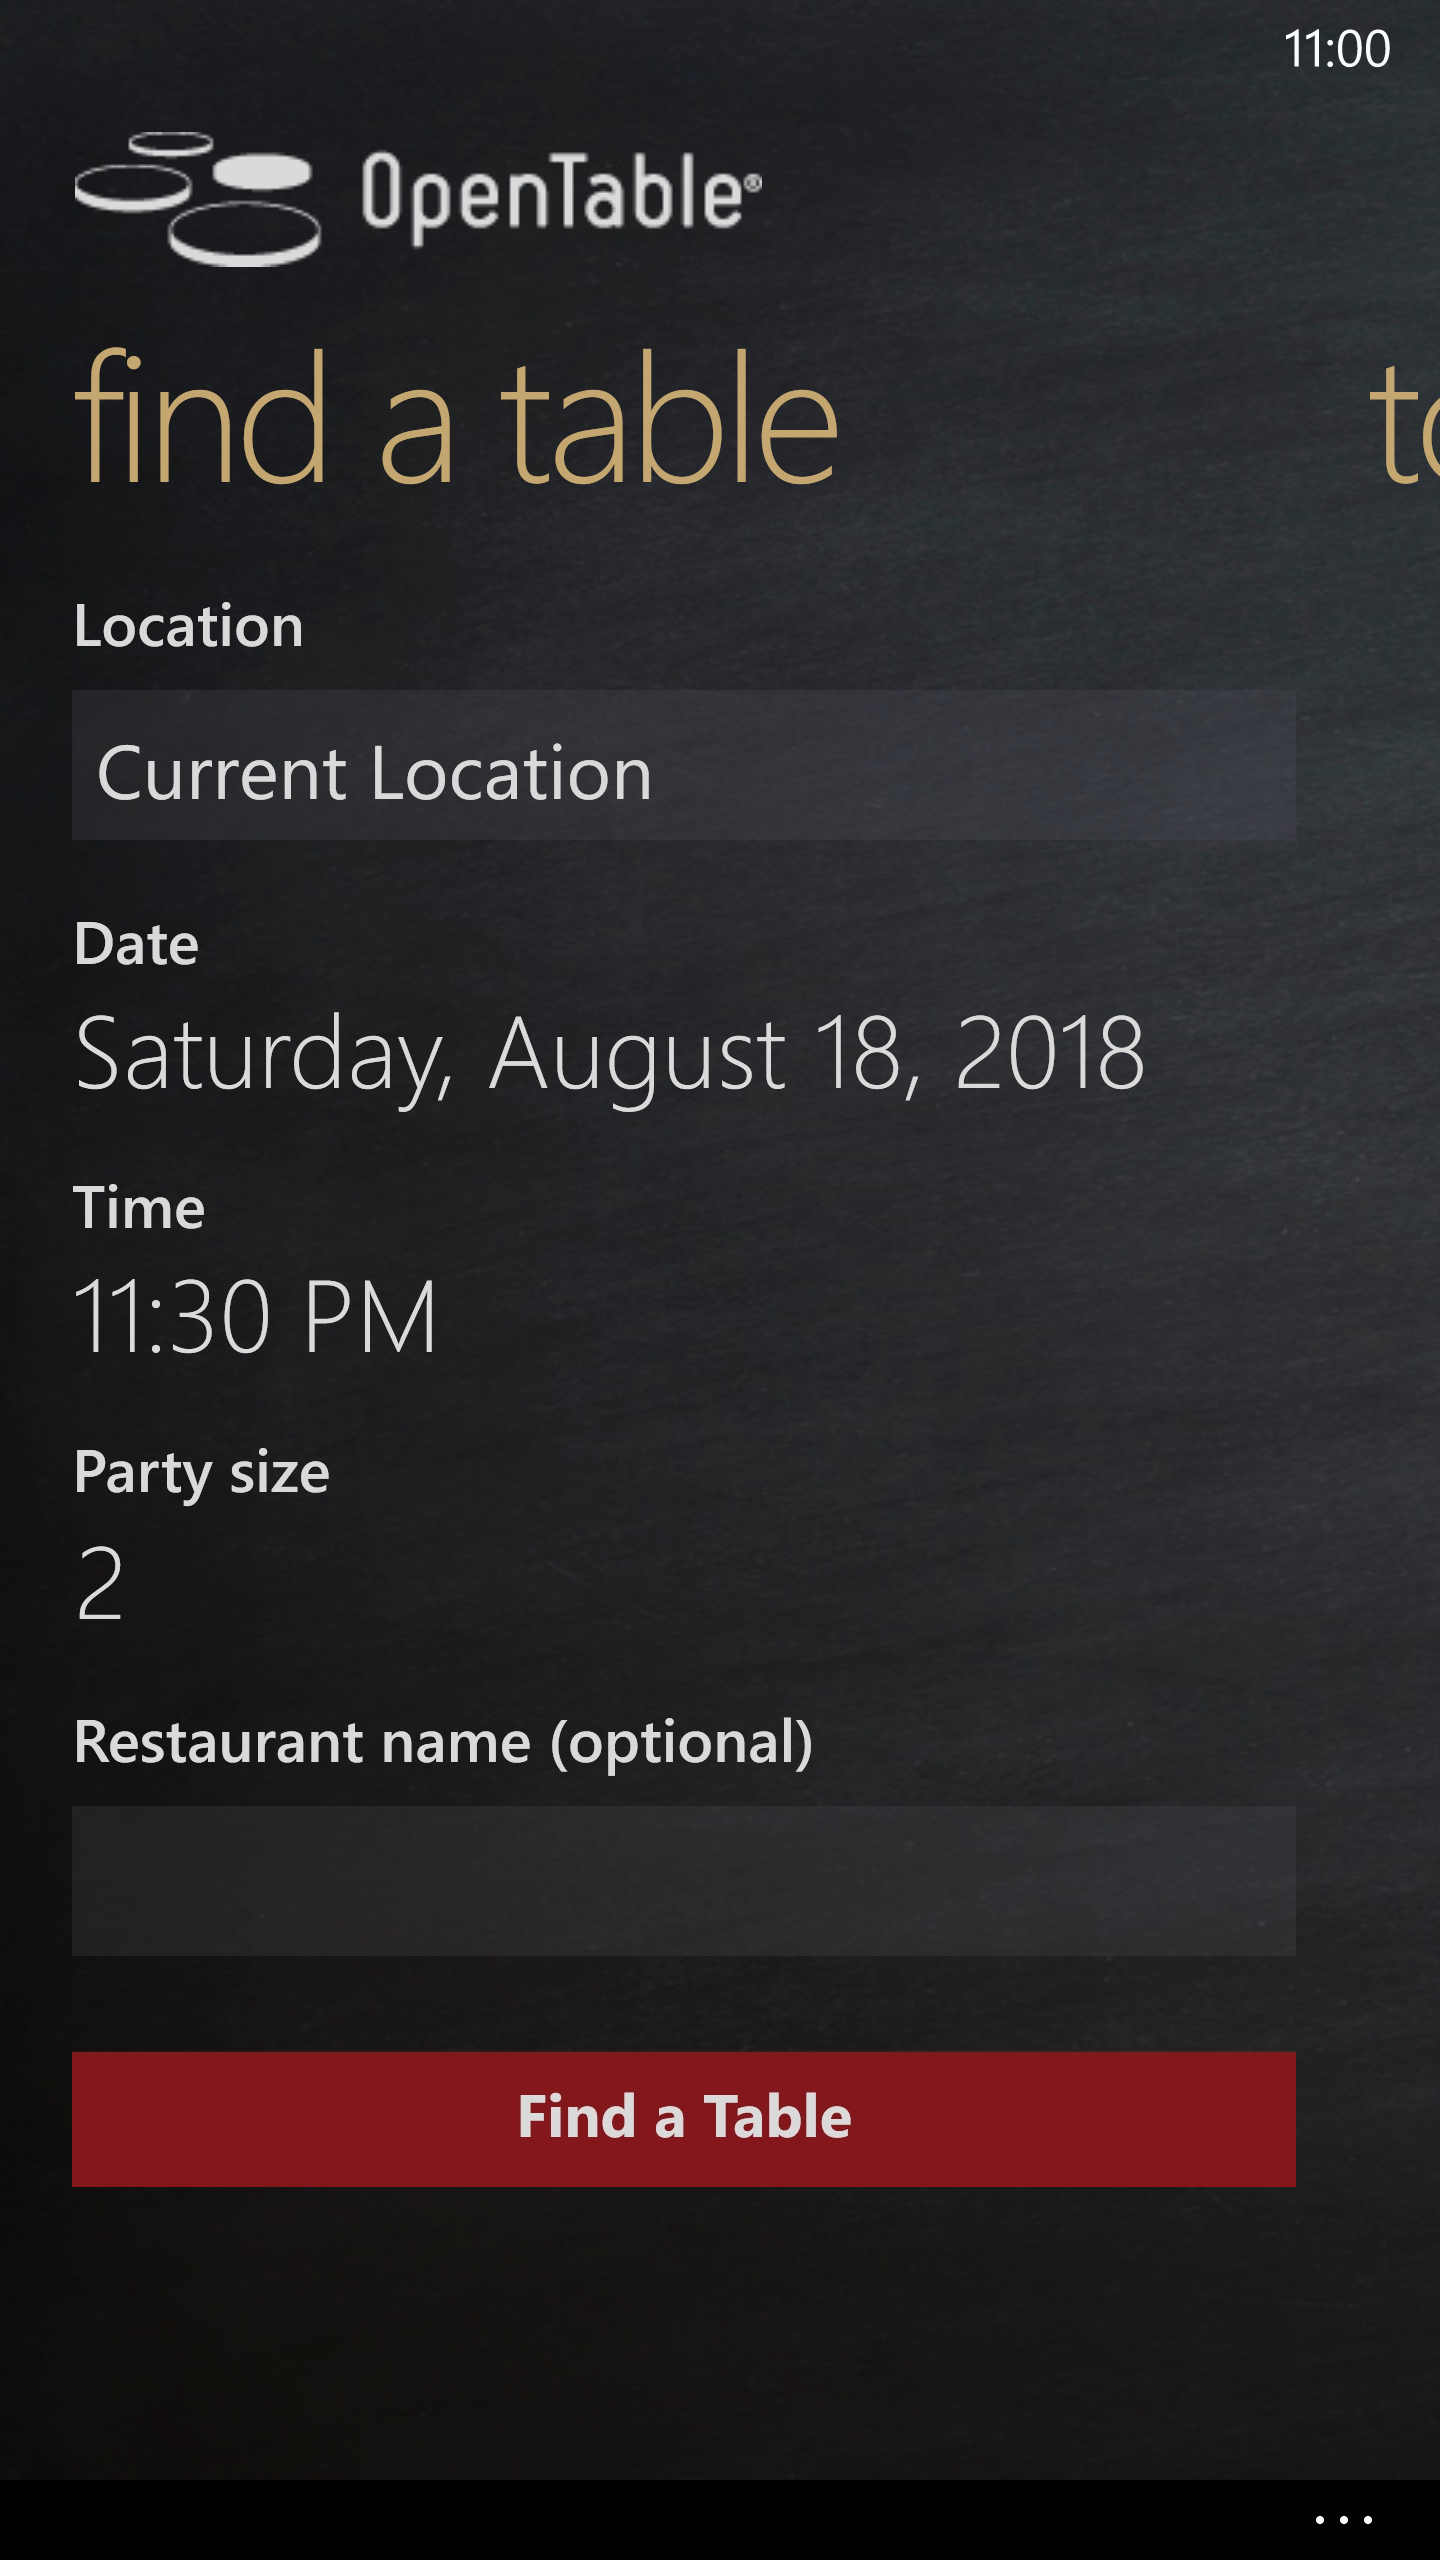 11:00
OpenTable®
find a table
to
Location
Current Location
Date
Saturday, August 18, 2018
Time
11:30 PM
Party size
2
Restaurant name (optional)
Find a Table